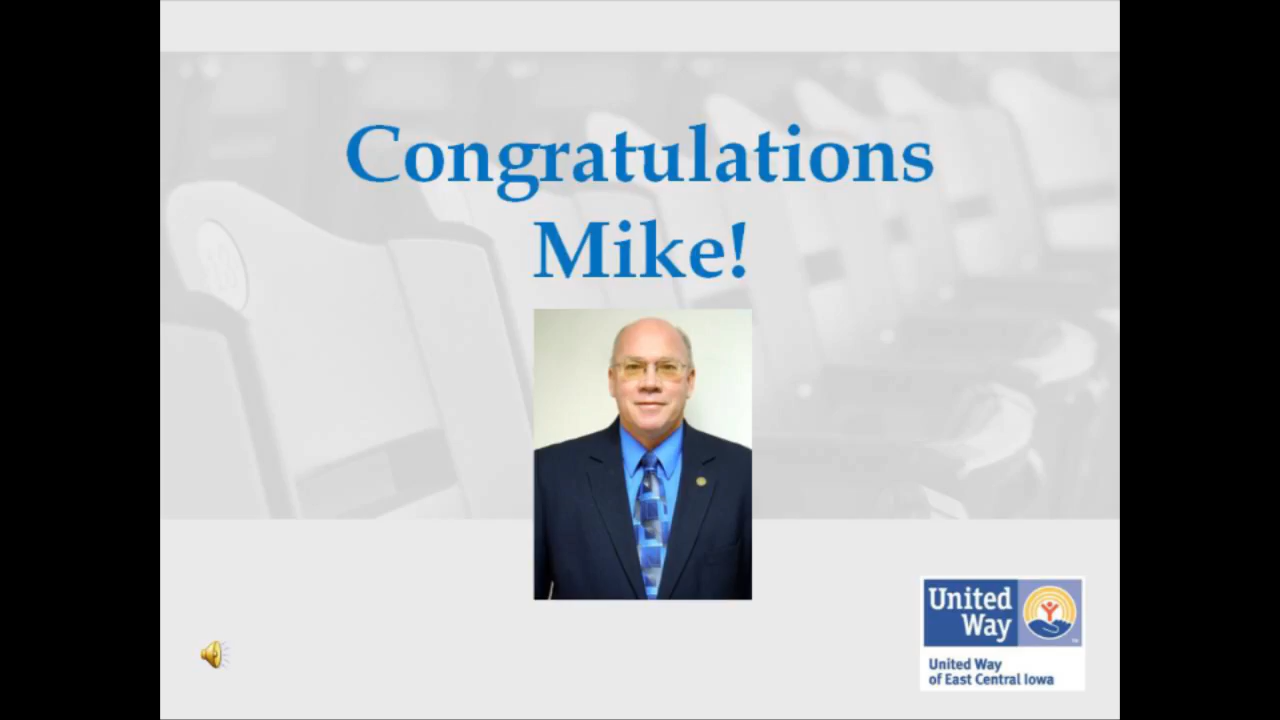 Congratulations
Mike!
United
Way
United Way
of East Central Iowa